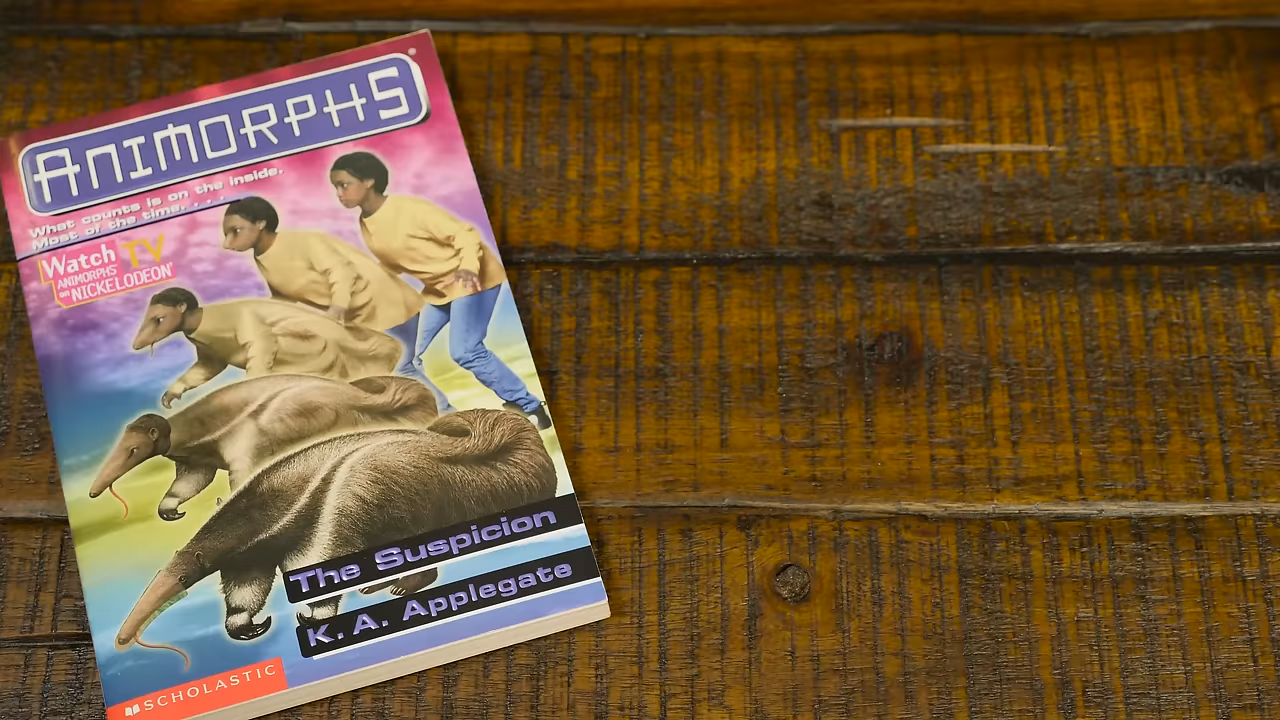 ANIMORPHS®
What counts is on the inside.
Most of the time. . . .
Watch TV
ANIMORPHS
on NICKELODEON®
The Suspicion
K. A. Applegate
SCHOLASTIC